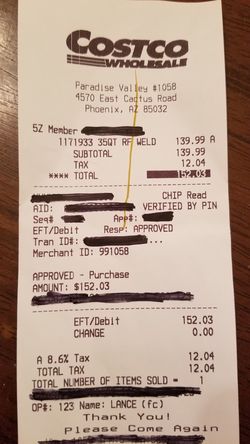 COSTCO
WHOLESALE
Paradise Valley #1058
4570 East Cactus Road
Phoenix, AZ 85032
5Z Member
1171933 35QT RF WELD 139.99 A
SUBTOTAL 139.99
TAX 12.04
**** TOTAL 152.03
CHIP Read
AID: VERIFIED BY PIN
Seq# App#:
EFT/Debit Resp: APPROVED
Tran ID#: ...
Merchant ID: 991058
APPROVED - Purchase
AMOUNT: $152.03
EFT/Debit 152.03
CHANGE 0.00
A 8.6% Tax 12.04
TOTAL TAX 12.04
TOTAL NUMBER OF ITEMS SOLD = 1
OP#: 123 Name: LANCE (fc)
Thank You!
Please Come Again